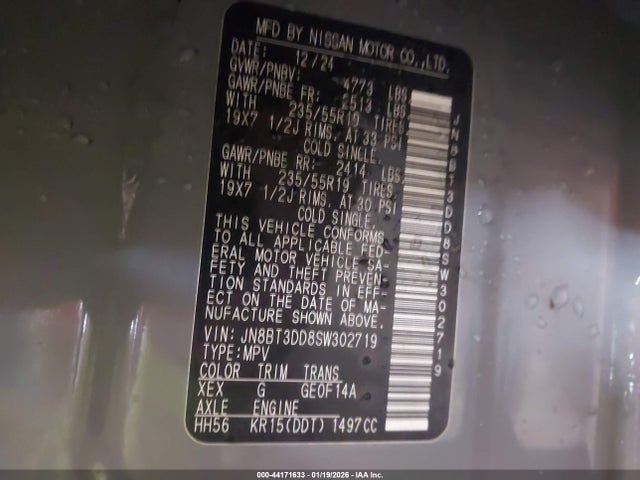 MFD BY NISSAN MOTOR CO.,LTD.
DATE: 12/24
GVWR/PNBV: 4773 LBS
GAWR/PNBE FR: 2513 LBS
WITH 235/55R19 TIRES
19X7 1/2J RIMS, AT 33 PSI
COLD SINGLE.
GAWR/PNBE RR: 2414 LBS
WITH 235/55R19 TIRES
19X7 1/2J RIMS, AT 30 PSI
COLD SINGLE.
THIS VEHICLE CONFORMS
TO ALL APPLICABLE FED-
ERAL MOTOR VEHICLE SA-
FETY AND THEFT PREVEN-
TION STANDARDS IN EFF-
ECT ON THE DATE OF MA-
NUFACTURE SHOWN ABOVE.
VIN: JN8BT3DD8SW302719
TYPE:MPV
COLOR TRIM TRANS
XEX G GE0F14A
AXLE ENGINE
HH56 KR15(DDT) 1497CC
JN8BT3DD8SW302719
000-44171633 - 01/19/2026 - IAA Inc.